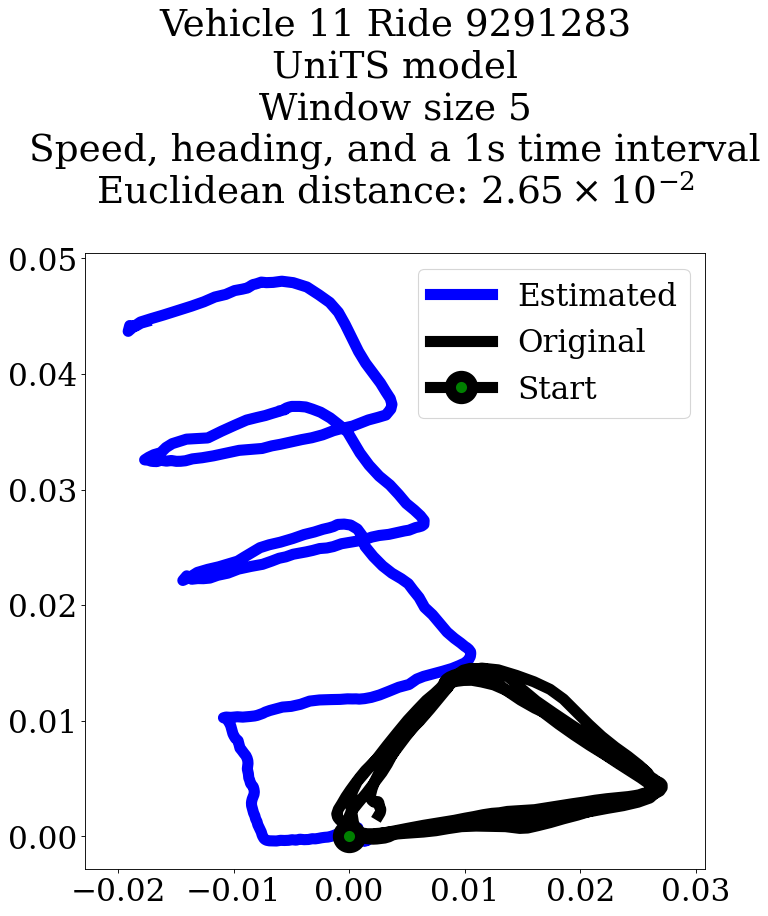 Vehicle 11 Ride 9291283
UniTS model
Window size 5
Speed, heading, and a 1s time interval
Euclidean distance: 2.65 × 10⁻²
0.05
0.04
0.03
0.02
0.01
0.00
Estimated
Original
Start
−0.02 −0.01 0.00 0.01 0.02 0.03